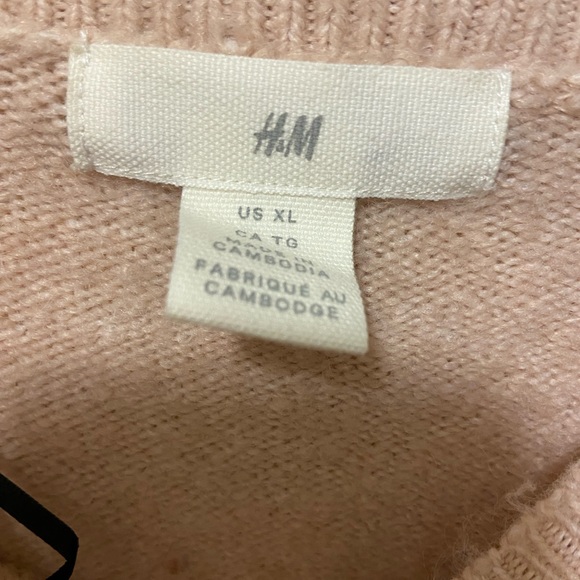 H&M
US XL
CA TG
MADE IN
CAMBODIA
FABRIQUÉ AU
CAMBODGE